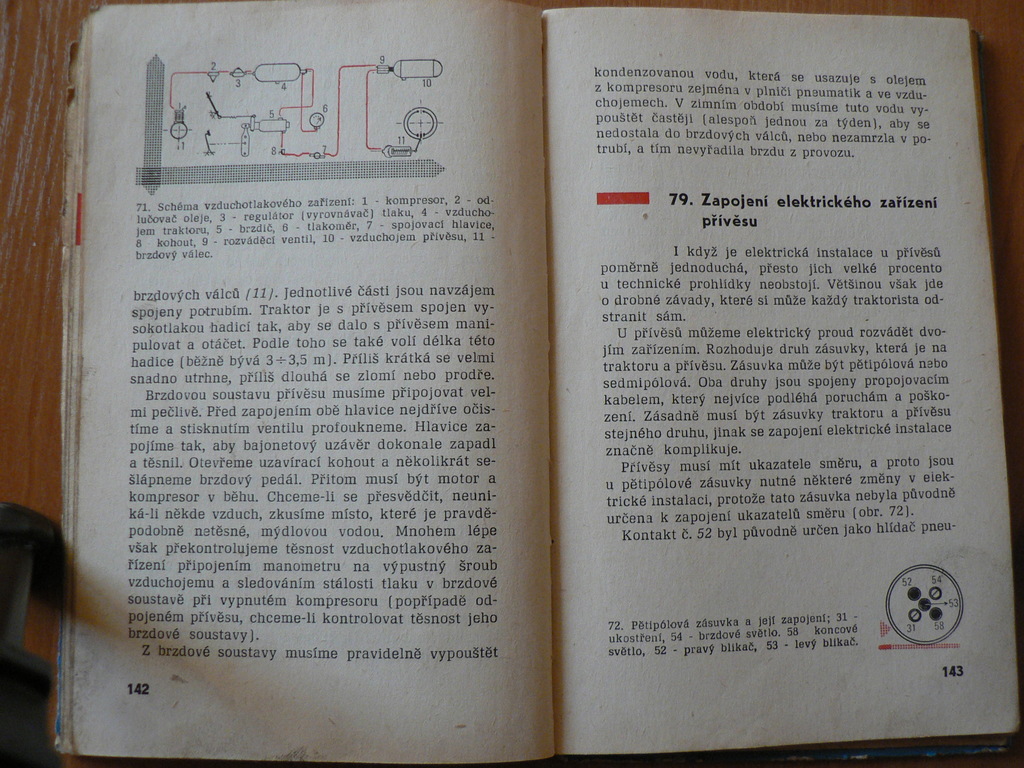 2
3
4
9
10
5
6
1
11
8
7
71. Schéma vzduchotlakového zařízení: 1 - kompresor, 2 - od-
lučovač oleje, 3 - regulátor (vyrovnávač) tlaku, 4 - vzducho-
jem traktoru, 5 - brzdič, 6 - tlakoměr, 7 - spojovací hlavice,
8 kohout, 9 - rozváděcí ventil, 10 - vzduchojem přívěsu, 11 -
brzdový válec.
brzdových válců (11). Jednotlivé části jsou navzájem
spojeny potrubím. Traktor je s přívěsem spojen vy-
sokotlakou hadicí tak, aby se dalo s přívěsem mani-
pulovat a otáčet. Podle toho se také volí délka této
hadice (běžně bývá 3÷3,5 m). Příliš krátká se velmi
snadno utrhne, příliš dlouhá se zlomí nebo prodře.
Brzdovou soustavu přívěsu musíme připojovat vel-
mi pečlivě. Před zapojením obě hlavice nejdříve očis-
tíme a stisknutím ventilu profoukneme. Hlavice za-
pojíme tak, aby bajonetový uzávěr dokonale zapadl
a těsnil. Otevřeme uzavírací kohout a několikrát se-
šlápneme brzdový pedál. Přitom musí být motor a
kompresor v běhu. Chceme-li se přesvědčit, neuni-
ká-li někde vzduch, zkusíme místo, které je pravdě-
podobně netěsné, mýdlovou vodou. Mnohem lépe
však překontrolujeme těsnost vzduchotlakového za-
řízení připojením manometru na výpustný šroub
vzduchojemu a sledováním stálosti tlaku v brzdové
soustavě při vypnutém kompresoru (popřípadě od-
pojeném přívěsu, chceme-li kontrolovat těsnost jeho
brzdové soustavy).
Z brzdové soustavy musíme pravidelně vypouštět
142
kondenzovanou vodu, která se usazuje s olejem
z kompresoru zejména v plniči pneumatik a ve vzdu-
chojemech. V zimním období musíme tuto vodu vy-
pouštět častěji (alespoň jednou za týden), aby se
nedostala do brzdových válců, nebo nezamrzla v po-
trubí, a tím nevyřadila brzdu z provozu.
79. Zapojení elektrického zařízení
přívěsu
I když je elektrická instalace u přívěsů
poměrně jednoduchá, přesto jich velké procento
u technické prohlídky neobstojí. Většinou však jde
o drobné závady, které si může každý traktorista od-
stranit sám.
U přívěsů můžeme elektrický proud rozvádět dvo-
jím zařízením. Rozhoduje druh zásuvky, která je na
traktoru a přívěsu. Zásuvka může být pětipólová nebo
sedmipólová. Oba druhy jsou spojeny propojovacím
kabelem, který nejvíce podléhá poruchám a poško-
zení. Zásadně musí být zásuvky traktoru a přívěsu
stejného druhu, jinak se zapojení elektrické instalace
značně komplikuje.
Přívěsy musí mít ukazatele směru, a proto jsou
u pětipólové zásuvky nutné některé změny v elek-
trické instalaci, protože tato zásuvka nebyla původně
určena k zapojení ukazatelů směru (obr. 72).
Kontakt č. 52 byl původně určen jako hlídač pneu-
72. Pětipólová zásuvka a její zapojení; 31 -
ukostření, 54 - brzdové světlo. 58 koncové
světlo, 52 - pravý blikač, 53 - levý blikač.
52
54
53
31
58
143